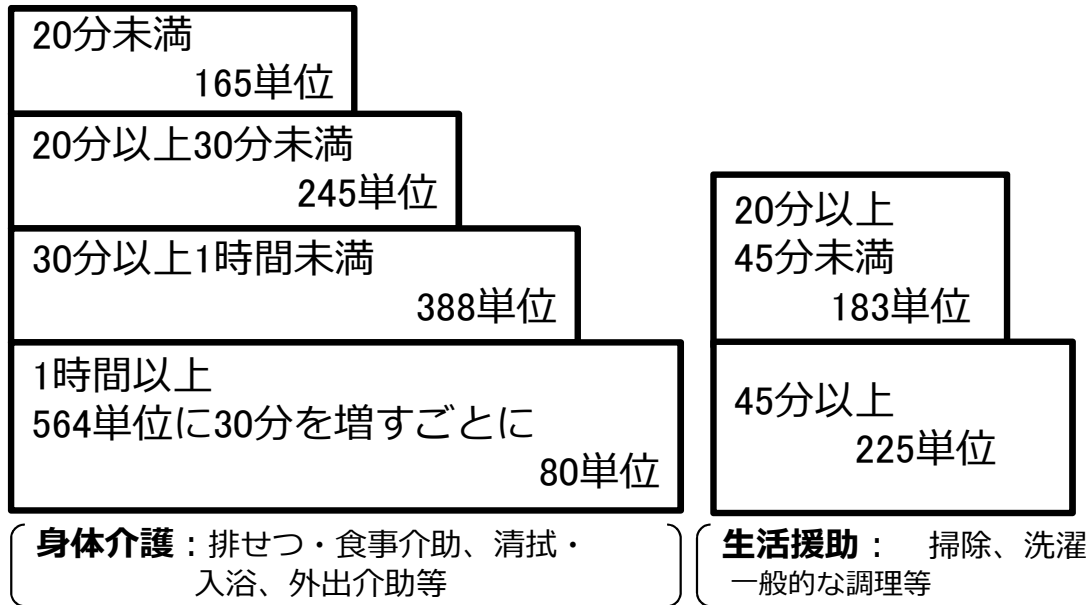 20分未満
165単位
20分以上30分未満
245単位
30分以上1時間未満
388単位
1時間以上
564単位に30分を増すごとに
80単位
身体介護：排せつ・食事介助、清拭・
入浴、外出介助等
20分以上
45分未満
183単位
45分以上
225単位
生活援助： 掃除、洗濯
一般的な調理等